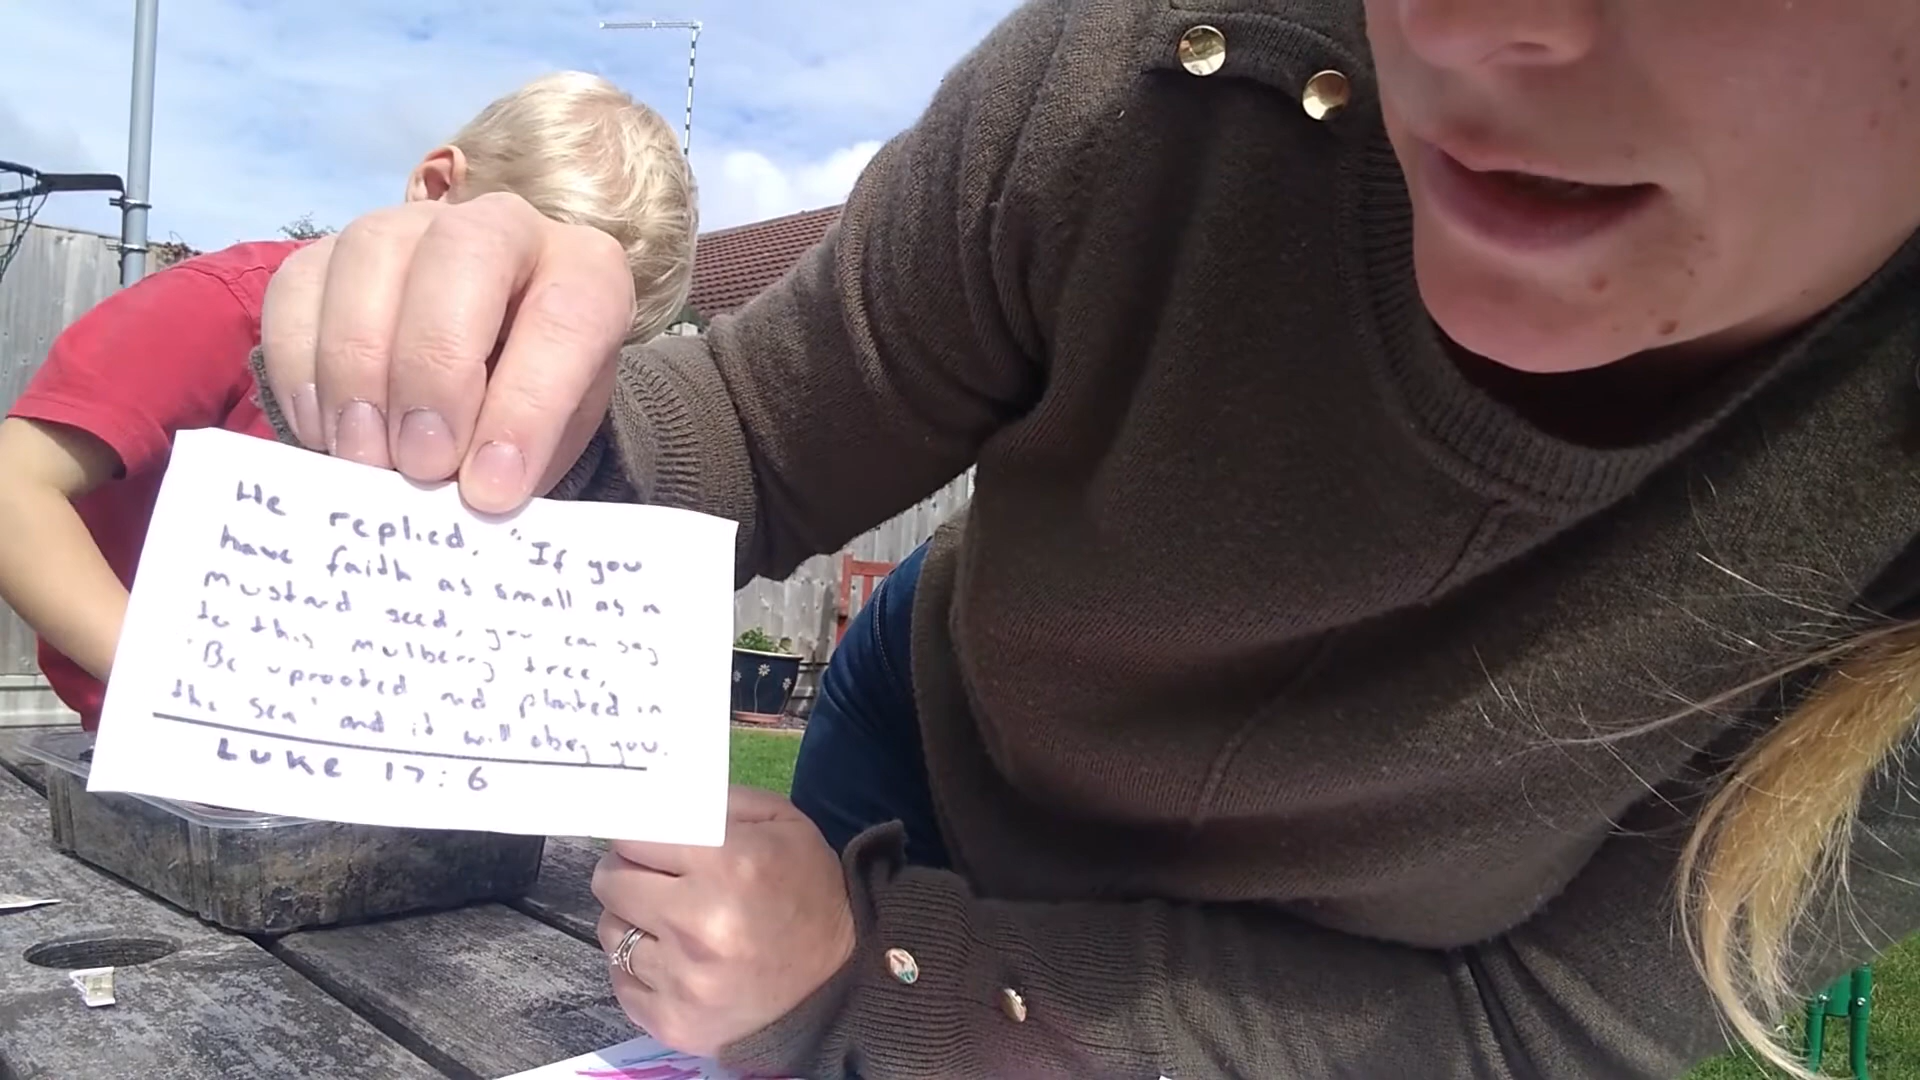 He replied, "If you
have faith as small as a
mustard seed, you can say
to this mulberry tree,
'Be uprooted and planted in
the sea' and it will obey you.
Luke 17:6